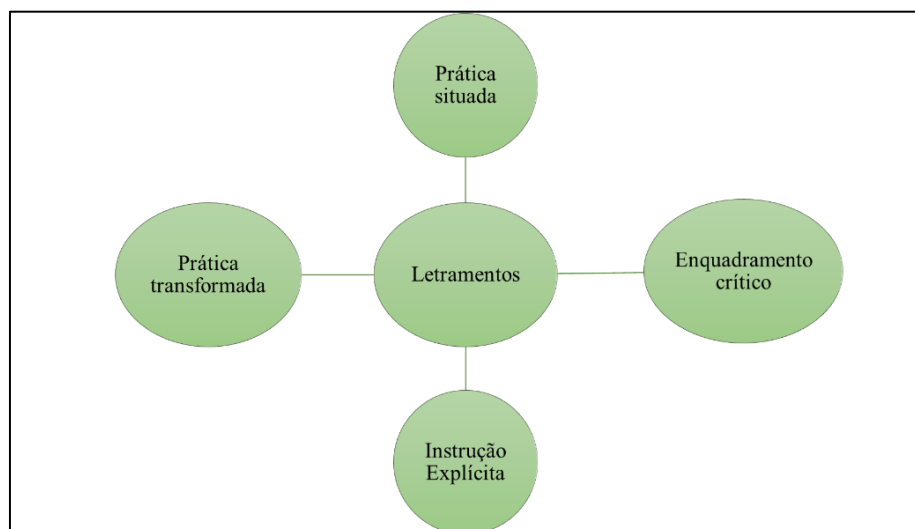 Prática
situada
Prática
transformada
Letramentos
Enquadramento
crítico
Instrução
Explícita